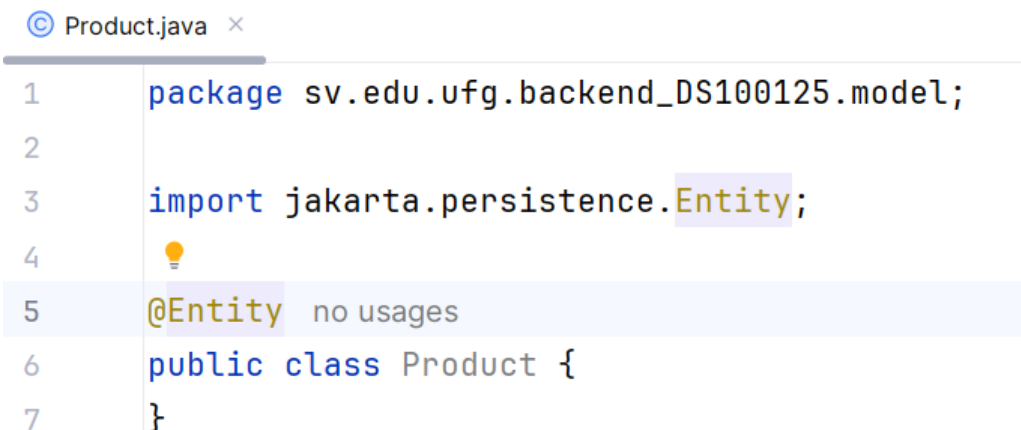 Product.java ×
1 package sv.edu.ufg.backend_DS100125.model;
2
3 import jakarta.persistence.Entity;
4
5 @Entity no usages
6 public class Product {
7 }